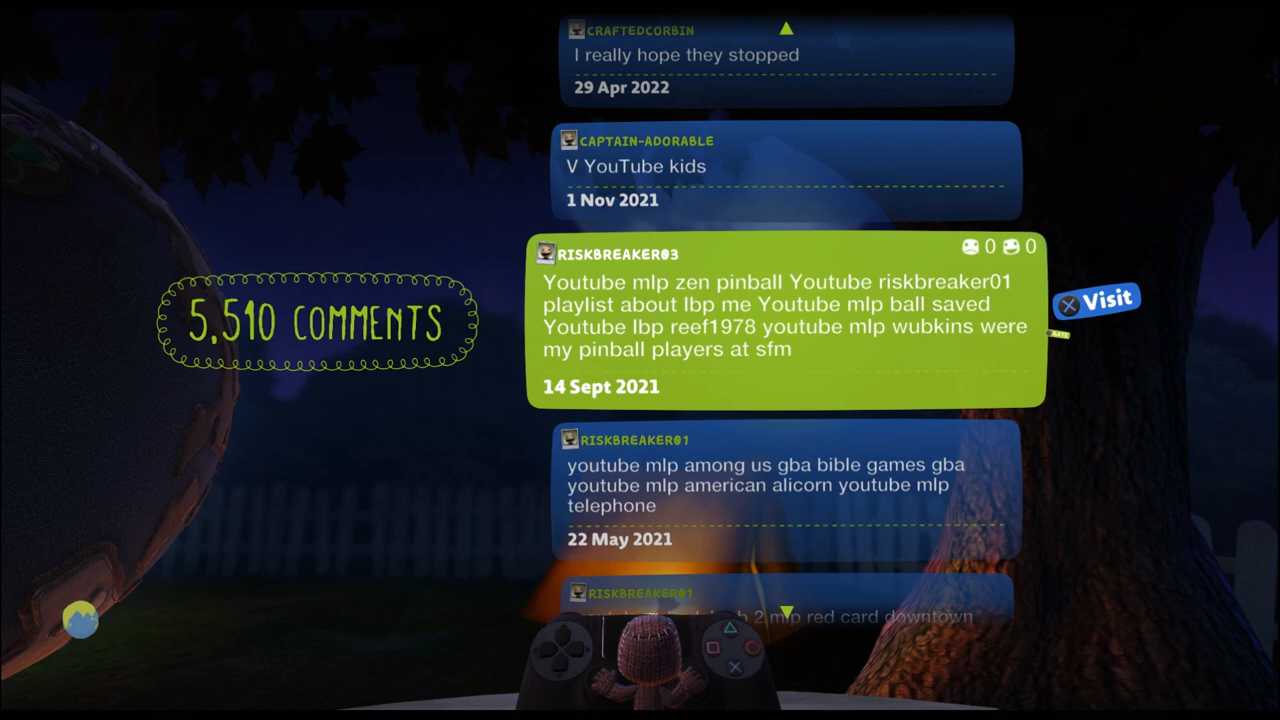 CRAFTEDCORBIN
I really hope they stopped
29 Apr 2022
CAPTAIN-ADORABLE
V YouTube kids
1 Nov 2021
RISKBREAKER03
0 0
Youtube mlp zen pinball Youtube riskbreaker01
playlist about lbp me Youtube mlp ball saved
Youtube lbp reef1978 youtube mlp wubkins were
my pinball players at sfm
14 Sept 2021
Visit
RATE
5,510 COMMENTS
RISKBREAKER01
youtube mlp among us gba bible games gba
youtube mlp american alicorn youtube mlp
telephone
22 May 2021
RISKBREAKER01
2 mlp red card downtown